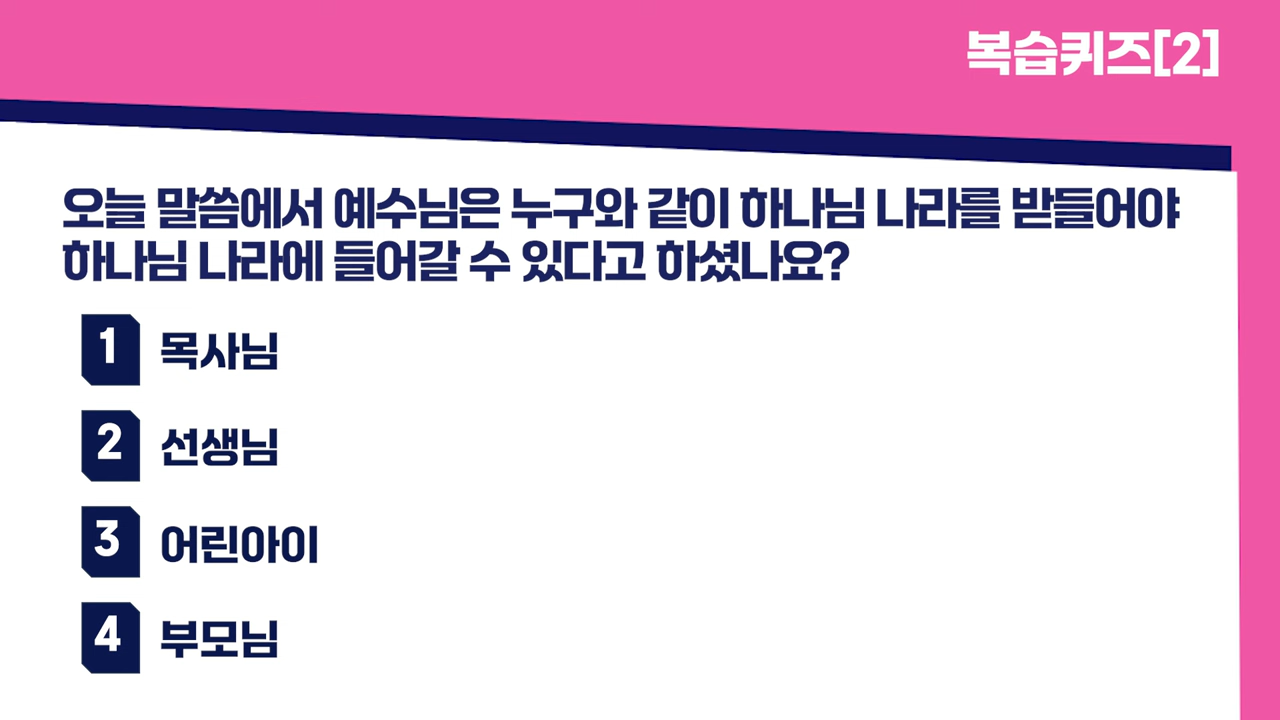 복습퀴즈[2]
오늘 말씀에서 예수님은 누구와 같이 하나님 나라를 받들어야
하나님 나라에 들어갈 수 있다고 하셨나요?
1 목사님
2 선생님
3 어린아이
4 부모님